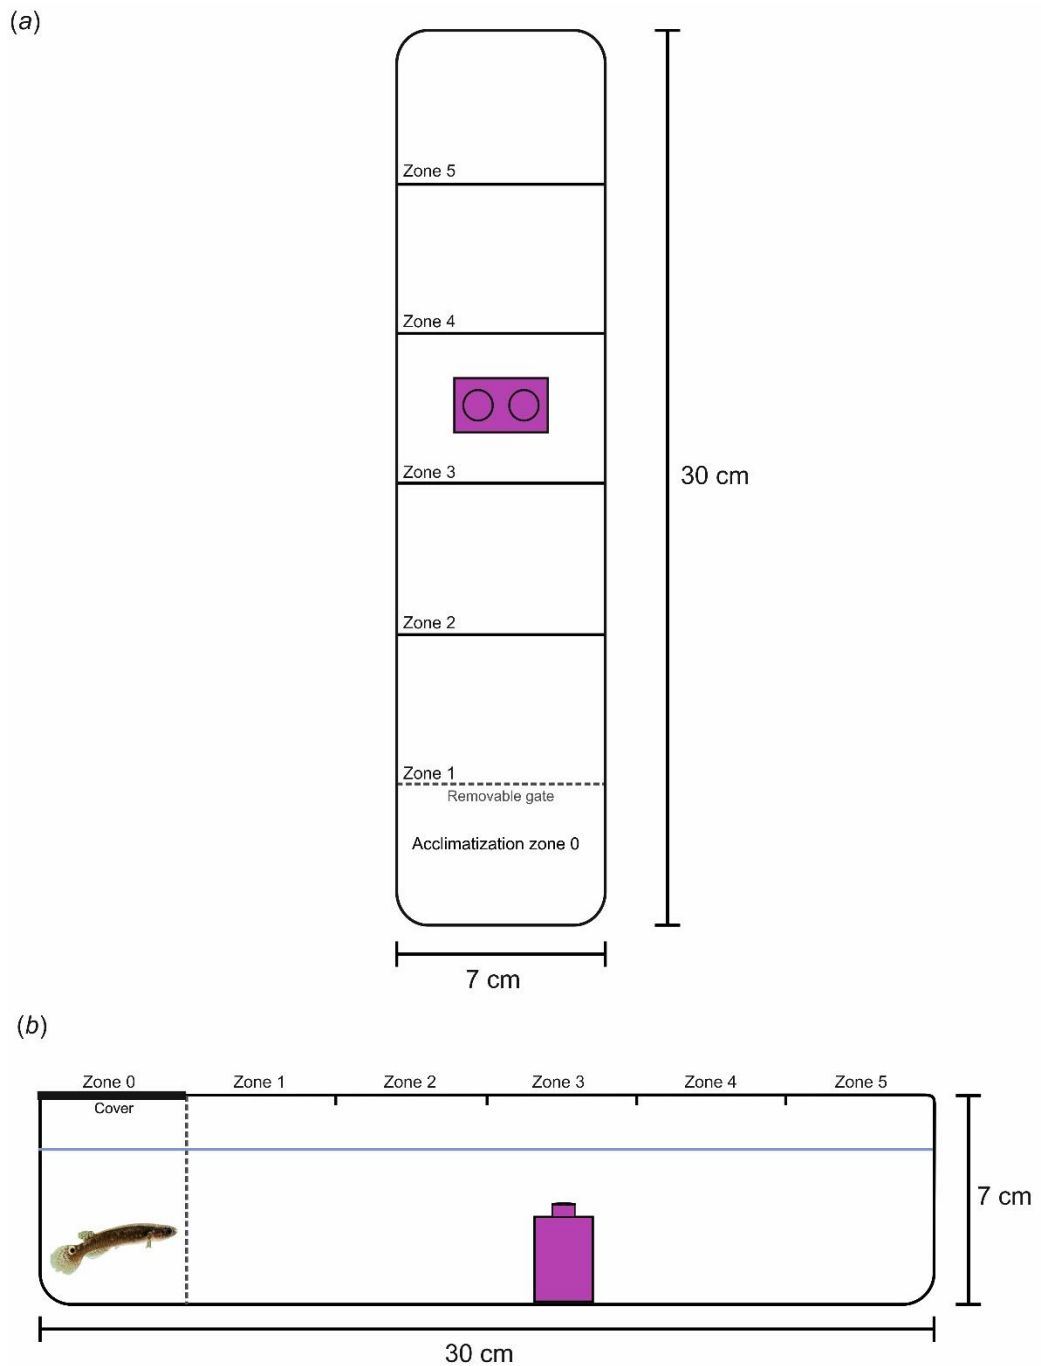 (a)
Zone 5
Zone 4
Zone 3
30 cm
Zone 2
Zone 1
Removable gate
Acclimatization zone 0
7 cm
(b)
Zone 0 Zone 1 Zone 2 Zone 3 Zone 4 Zone 5
Cover
7 cm
30 cm